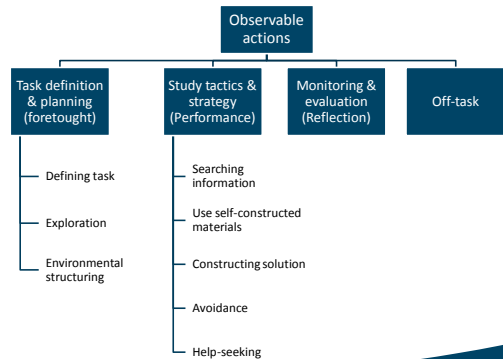 Observable
actions
Task definition
& planning
(foretought)
Study tactics &
strategy
(Performance)
Monitoring &
evaluation
(Reflection)
Off-task
Defining task
Exploration
Environmental
structuring
Searching
information
Use self-constructed
materials
Constructing solution
Avoidance
Help-seeking